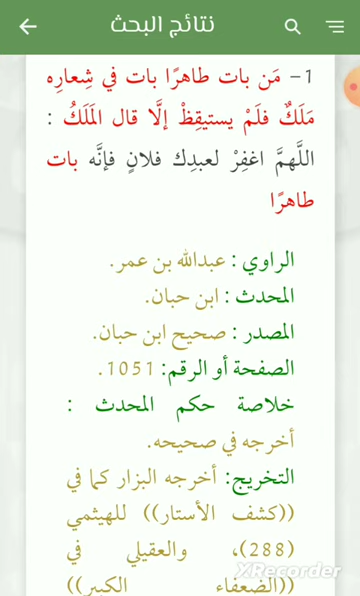 نتائج البحث
1- مَن بات طاهرًا بات في شِعارِه
مَلَكٌ فلَمْ يستيقِظْ إلَّا قال المَلَكُ :
اللَّهمَّ اغفِرْ لعبدِك فلانٍ فإنَّه بات
طاهرًا
الراوي : عبدالله بن عمر.
المحدث : ابن حبان.
المصدر : صحيح ابن حبان.
الصفحة أو الرقم: 1051.
خلاصة حكم المحدث :
أخرجه في صحيحه.
التخريج: أخرجه البزار كما في
((كشف الأستار)) للهيثمي
(288)، والعقيلي في
((الضعفاء الكبير))
XRecorder